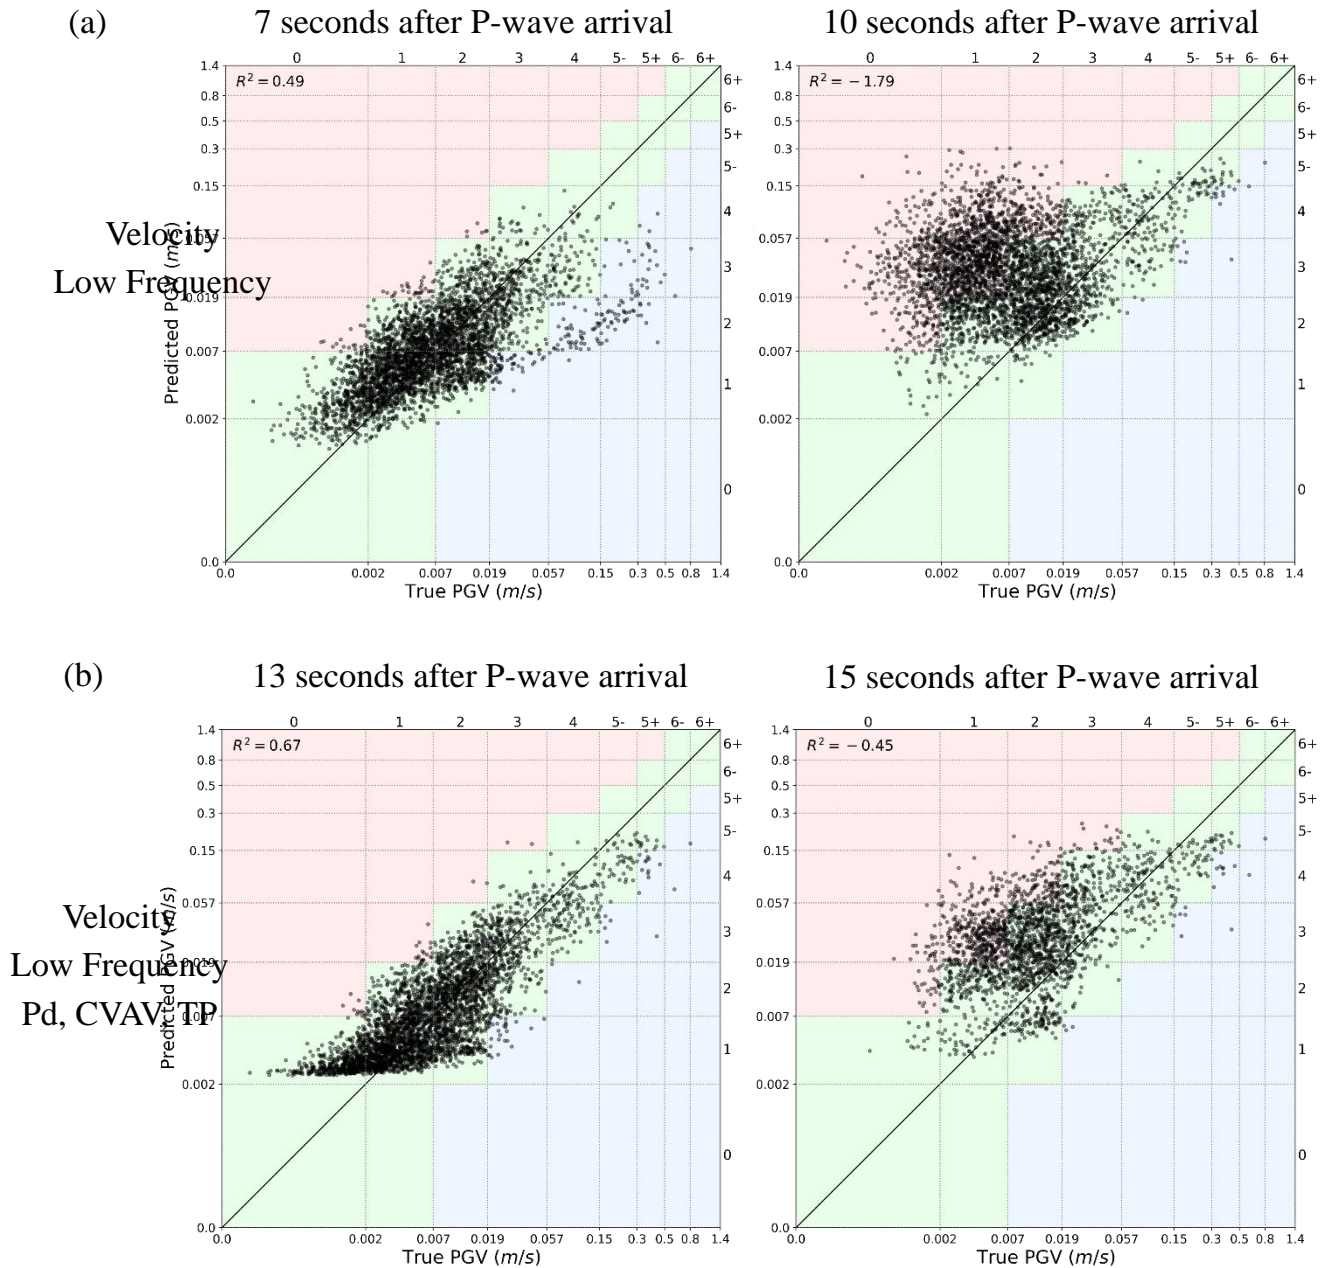 (a)
7 seconds after P-wave arrival
10 seconds after P-wave arrival
0 1 2 3 4 5- 5+ 6- 6+
R² = 0.49
1.4
0.8
0.5
0.3
0.15
0.019
0.007
0.002
0.0
6+
6-
5+
5-
4
3
2
1
0
Velocity
Low Frequency
Predicted PGV (m/s)
0.0 0.002 0.007 0.019 0.057 0.15 0.3 0.5 0.8 1.4
True PGV (m/s)
0 1 2 3 4 5- 5+ 6- 6+
R² = −1.79
1.4
0.8
0.5
0.3
0.15
0.057
0.019
0.007
0.002
0.0
6+
6-
5+
5-
4
3
2
1
0
0.0 0.002 0.007 0.019 0.057 0.15 0.3 0.5 0.8 1.4
True PGV (m/s)
(b)
13 seconds after P-wave arrival
15 seconds after P-wave arrival
0 1 2 3 4 5- 5+ 6- 6+
R² = 0.67
1.4
0.8
0.5
0.3
0.15
0.057
0.002
0.0
6+
6-
5+
5-
4
3
2
1
0
Velocity
Low Frequency
Pd, CVAV, TP
Predicted PGV (m/s)
0.0 0.002 0.007 0.019 0.057 0.15 0.3 0.5 0.8 1.4
True PGV (m/s)
0 1 2 3 4 5- 5+ 6- 6+
R² = −0.45
1.4
0.8
0.5
0.3
0.15
0.057
0.019
0.007
0.002
0.0
6+
6-
5+
5-
4
3
2
1
0
0.0 0.002 0.007 0.019 0.057 0.15 0.3 0.5 0.8 1.4
True PGV (m/s)